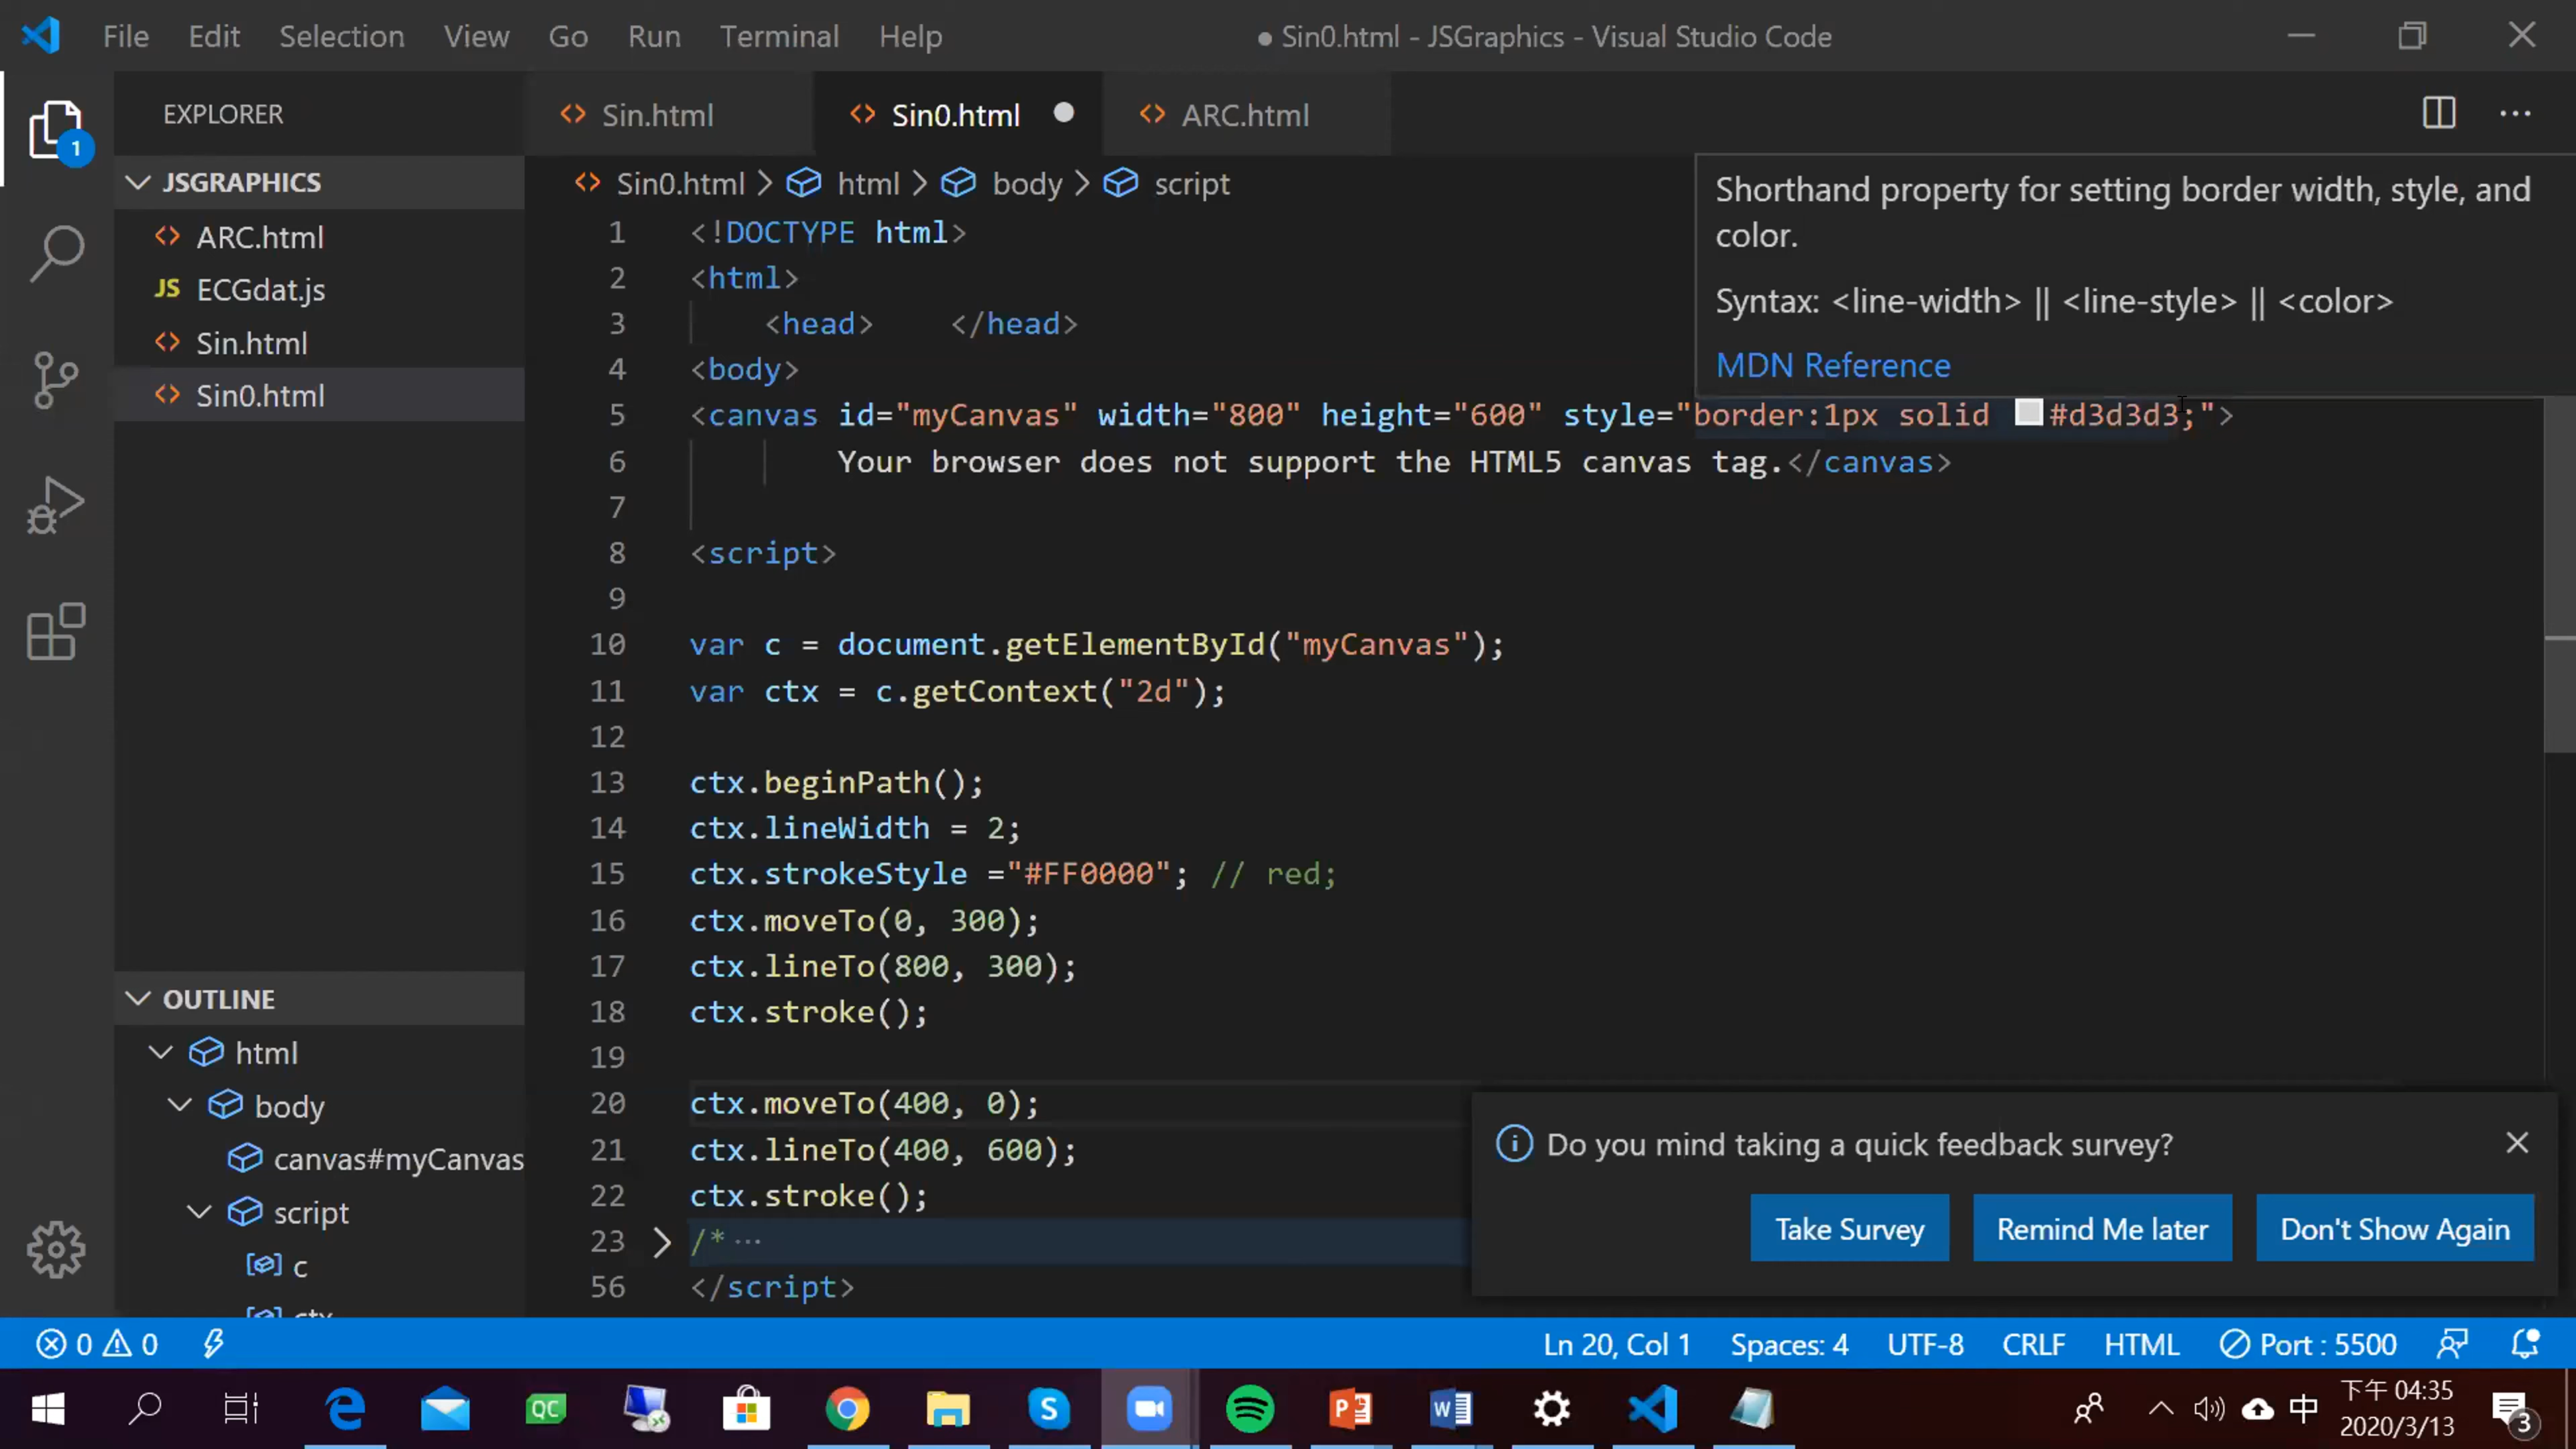 File Edit Selection View Go Run Terminal Help
● Sin0.html - JSGraphics - Visual Studio Code
EXPLORER
Sin.html
Sin0.html
ARC.html
1
JSGRAPHICS
ARC.html
JS ECGdat.js
Sin.html
Sin0.html
Sin0.html > html > body > script
Shorthand property for setting border width, style, and
color.
Syntax: <line-width> || <line-style> || <color>
MDN Reference
1 <!DOCTYPE html>
2 <html>
3 <head> </head>
4 <body>
5 <canvas id="myCanvas" width="800" height="600" style="border:1px solid #d3d3d3;">
6 Your browser does not support the HTML5 canvas tag.</canvas>
7
8 <script>
9
10 var c = document.getElementById("myCanvas");
11 var ctx = c.getContext("2d");
12
13 ctx.beginPath();
14 ctx.lineWidth = 2;
15 ctx.strokeStyle ="#FF0000"; // red;
16 ctx.moveTo(0, 300);
17 ctx.lineTo(800, 300);
18 ctx.stroke();
19
20 ctx.moveTo(400, 0);
21 ctx.lineTo(400, 600);
22 ctx.stroke();
23 /* ···
56 </script>
OUTLINE
html
body
canvas#myCanvas
script
c
ctx
Do you mind taking a quick feedback survey?
Take Survey
Remind Me later
Don't Show Again
0 0
Ln 20, Col 1 Spaces: 4 UTF-8 CRLF HTML Port : 5500
QC
中
下午 04:35
2020/3/13
3